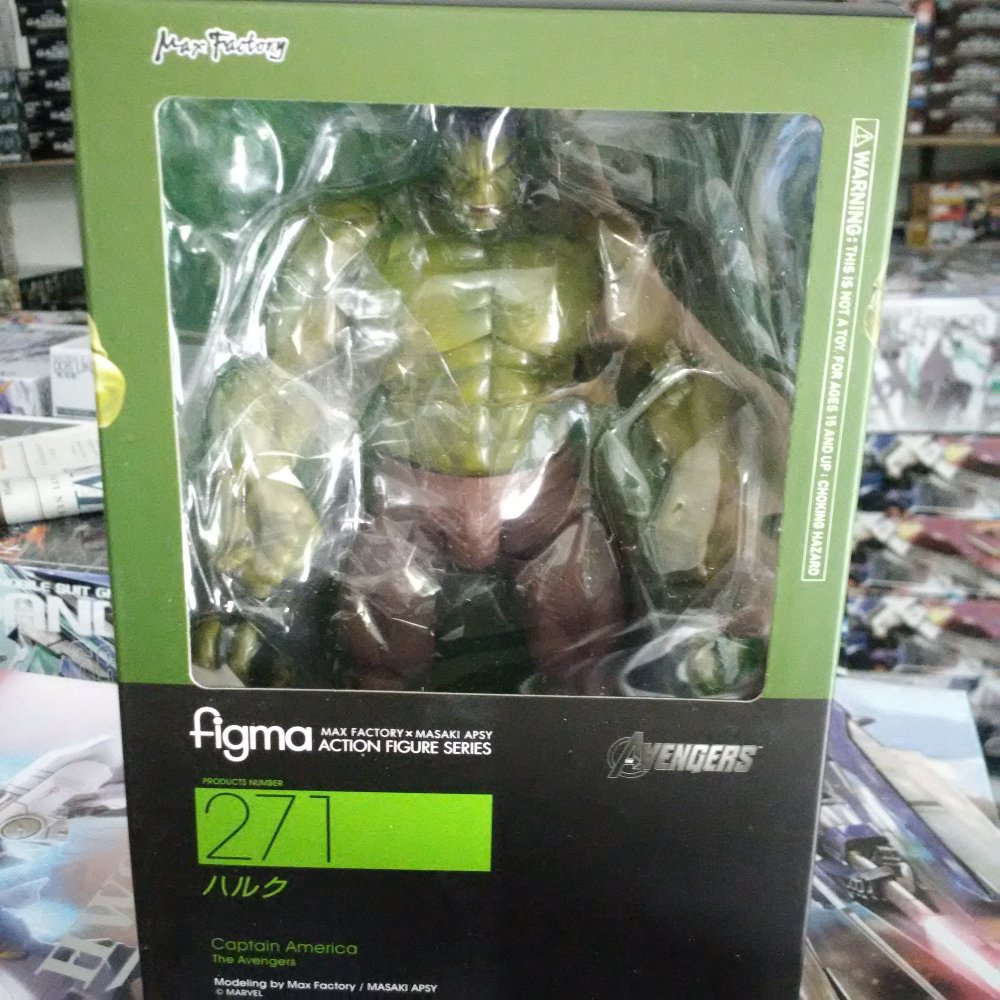 Max Factory
⚠ WARNING : THIS IS NOT A TOY. FOR AGES 15 AND UP : CHOKING HAZARD
figma MAX FACTORY × MASAKI APSY
ACTION FIGURE SERIES
AVENGERS
PRODUCTS NUMBER
271
ハルク
Captain America
The Avengers
Modeling by Max Factory / MASAKI APSY
© MARVEL